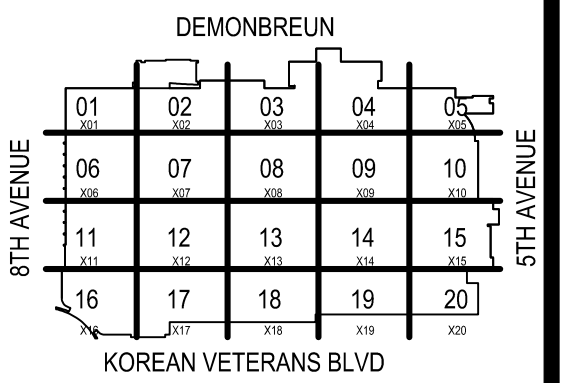 DEMONBREUN
01 02 03 04 05
X01 X02 X03 X04 X05
8TH AVENUE
5TH AVENUE
06 07 08 09 10
X06 X07 X08 X09 X10
11 12 13 14 15
X11 X12 X13 X14 X15
16 17 18 19 20
X16 X17 X18 X19 X20
KOREAN VETERANS BLVD